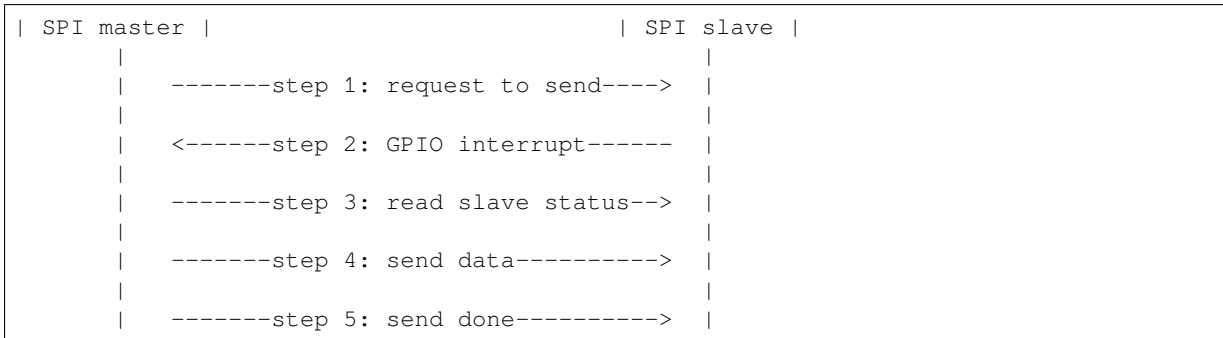 | SPI master |                                 | SPI slave |
       |                                              |
       |   -------step 1: request to send---->  |
       |                                              |
       |   <------step 2: GPIO interrupt------  |
       |                                              |
       |   -------step 3: read slave status-->  |
       |                                              |
       |   -------step 4: send data---------->  |
       |                                              |
       |   -------step 5: send done---------->  |